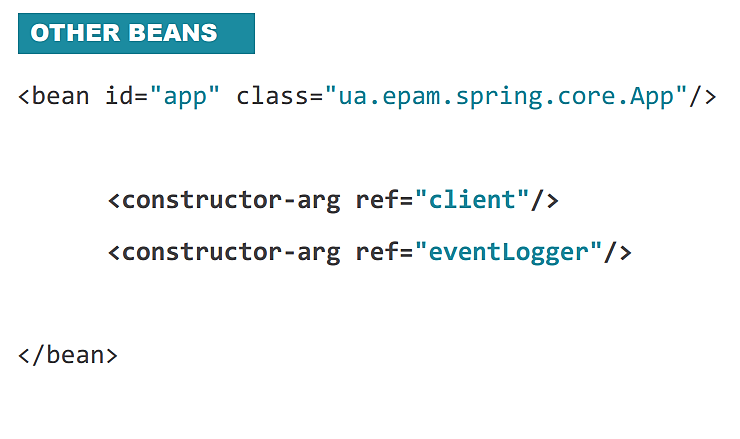 OTHER BEANS
<bean id="app" class="ua.epam.spring.core.App"/>
<constructor-arg ref="client"/>
<constructor-arg ref="eventLogger"/>
</bean>